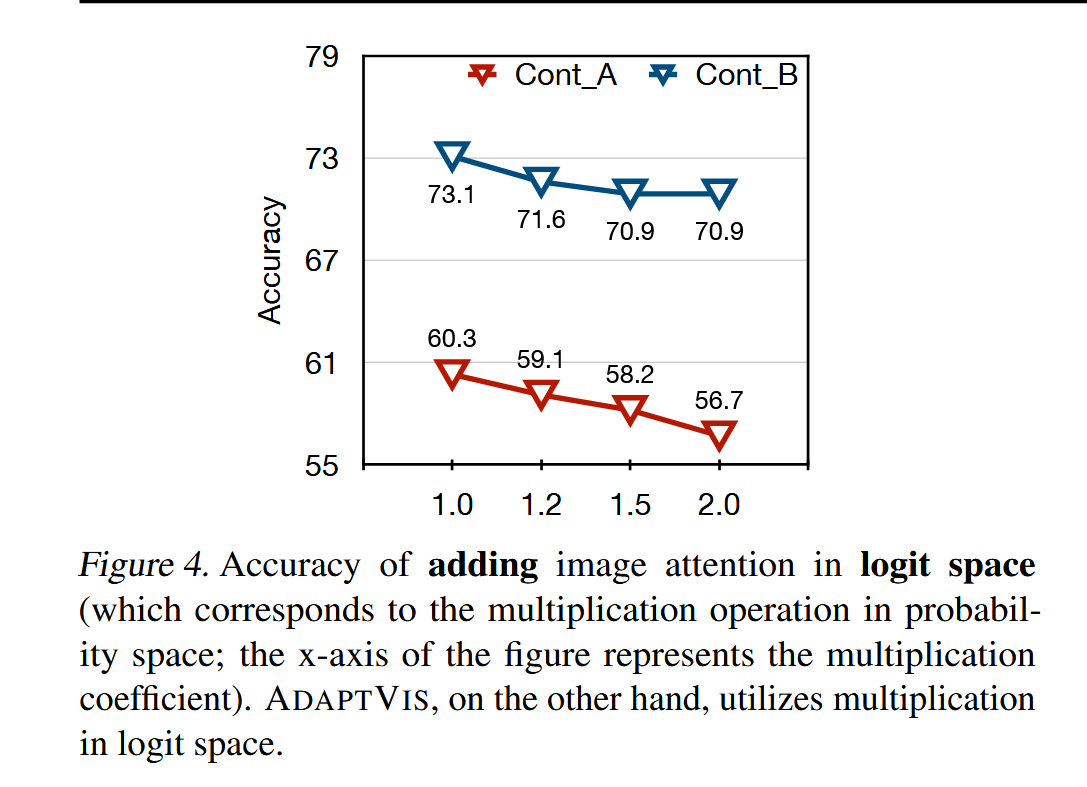 79
Cont_A Cont_B
73
73.1
71.6
70.9 70.9
Accuracy
67
60.3
61
59.1
58.2
56.7
55
1.0 1.2 1.5 2.0
Figure 4. Accuracy of adding image attention in logit space
(which corresponds to the multiplication operation in probabil-
ity space; the x-axis of the figure represents the multiplication
coefficient). ADAPTVIS, on the other hand, utilizes multiplication
in logit space.